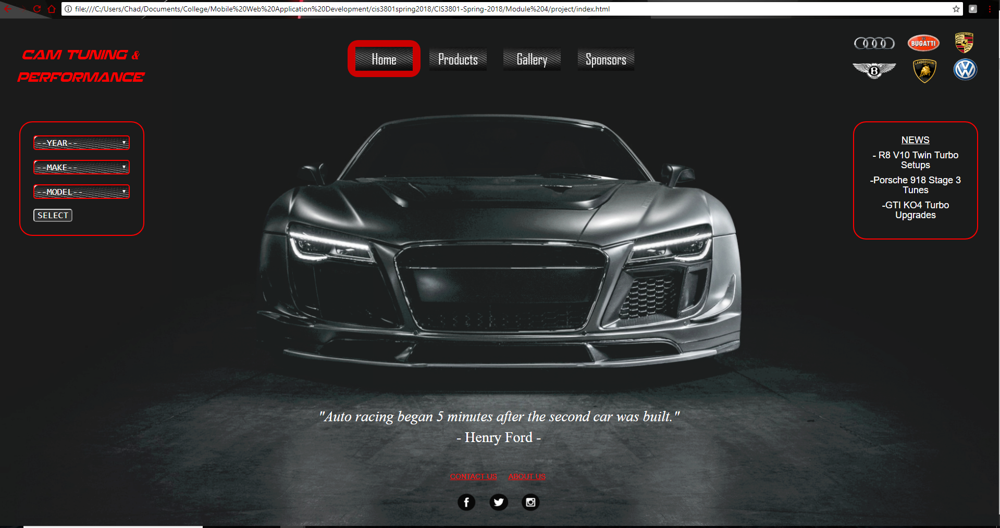 file:///C:/Users/Chad/Documents/College/Mobile%20Web%20Application%20Development/cis3801spring2018/CIS3801-Spring-2018/Module%204/project/index.html
CAM TUNING &
PERFORMANCE
Home
Products
Gallery
Sponsors
BUGATTI
PORSCHE
B
LAMBORGHINI
--YEAR--
--MAKE--
--MODEL--
SELECT
NEWS
- R8 V10 Twin Turbo
Setups
-Porsche 918 Stage 3
Tunes
-GTI KO4 Turbo
Upgrades
"Auto racing began 5 minutes after the second car was built."
- Henry Ford -
CONTACT US
ABOUT US